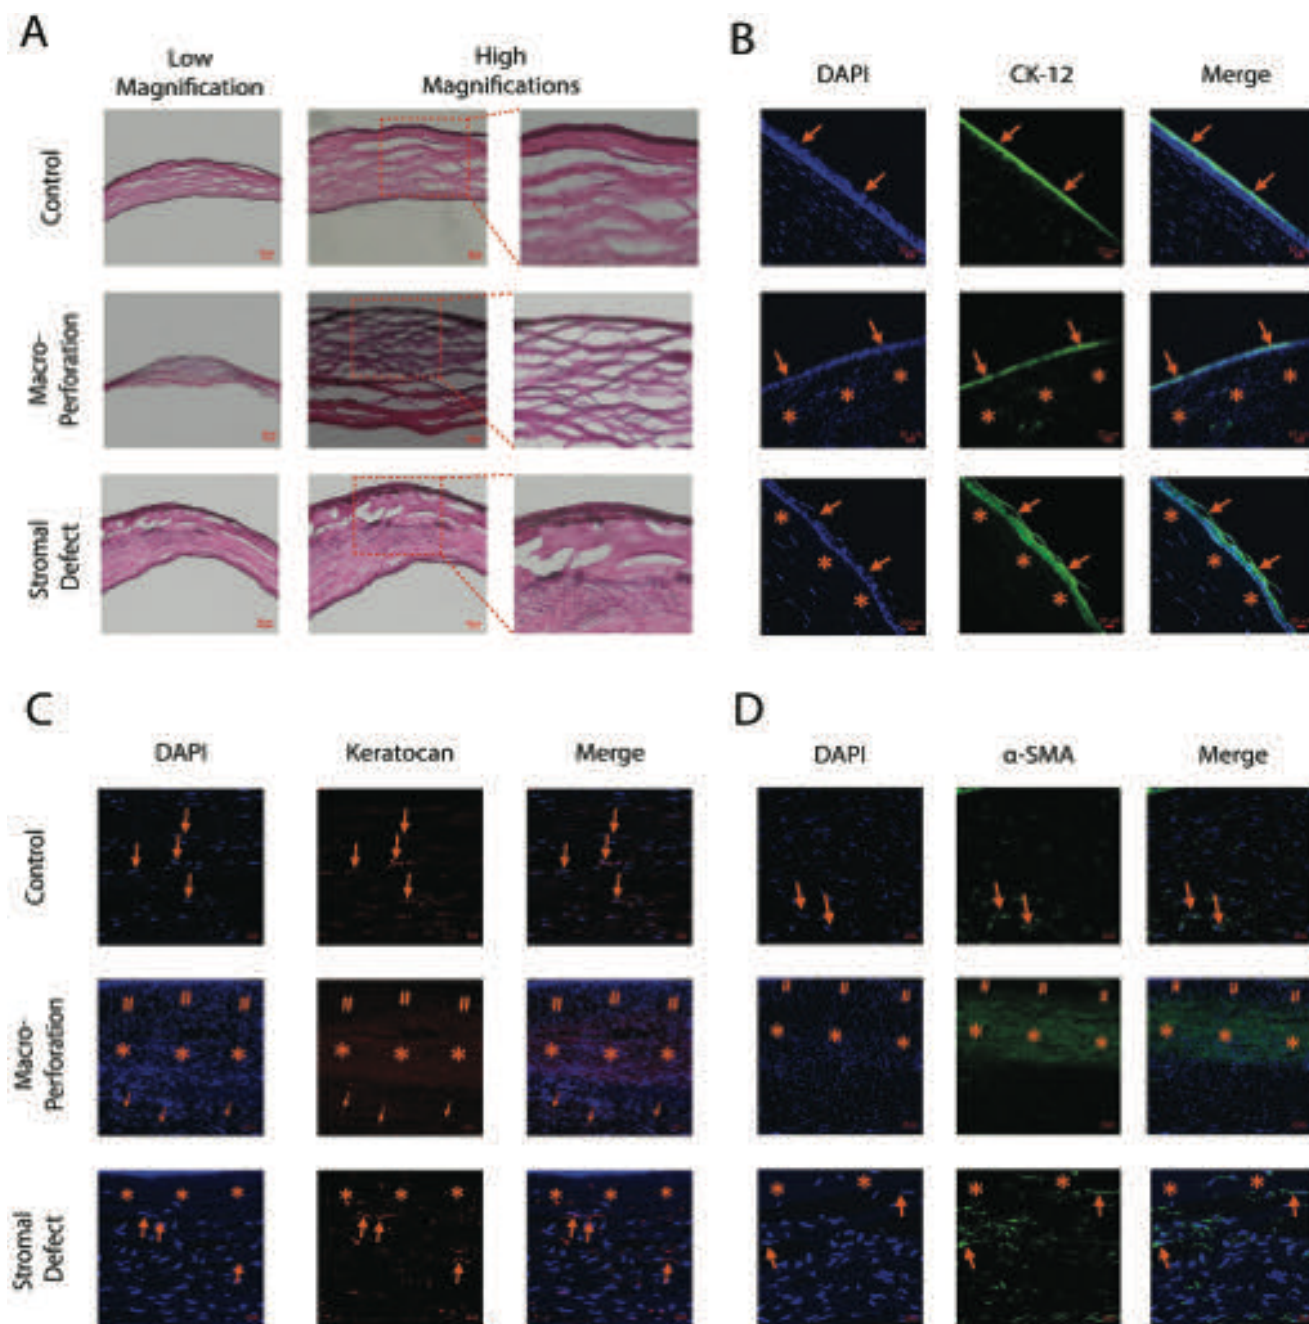 A
Low
Magnification
High
Magnifications
Control
Macro-
Perforation
Stromal
Defect
B
DAPI
CK-12
Merge
C
DAPI
Keratocan
Merge
Control
Macro-
Perforation
Stromal
Defect
D
DAPI
α-SMA
Merge